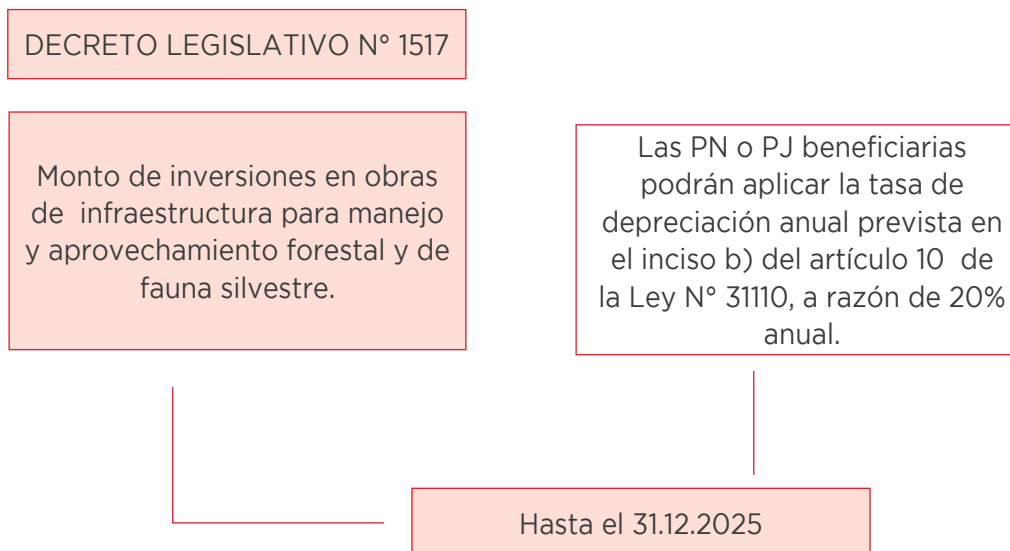 DECRETO LEGISLATIVO N° 1517
Monto de inversiones en obras
de infraestructura para manejo
y aprovechamiento forestal y de
fauna silvestre.
Las PN o PJ beneficiarias
podrán aplicar la tasa de
depreciación anual prevista en
el inciso b) del artículo 10 de
la Ley N° 31110, a razón de 20%
anual.
Hasta el 31.12.2025